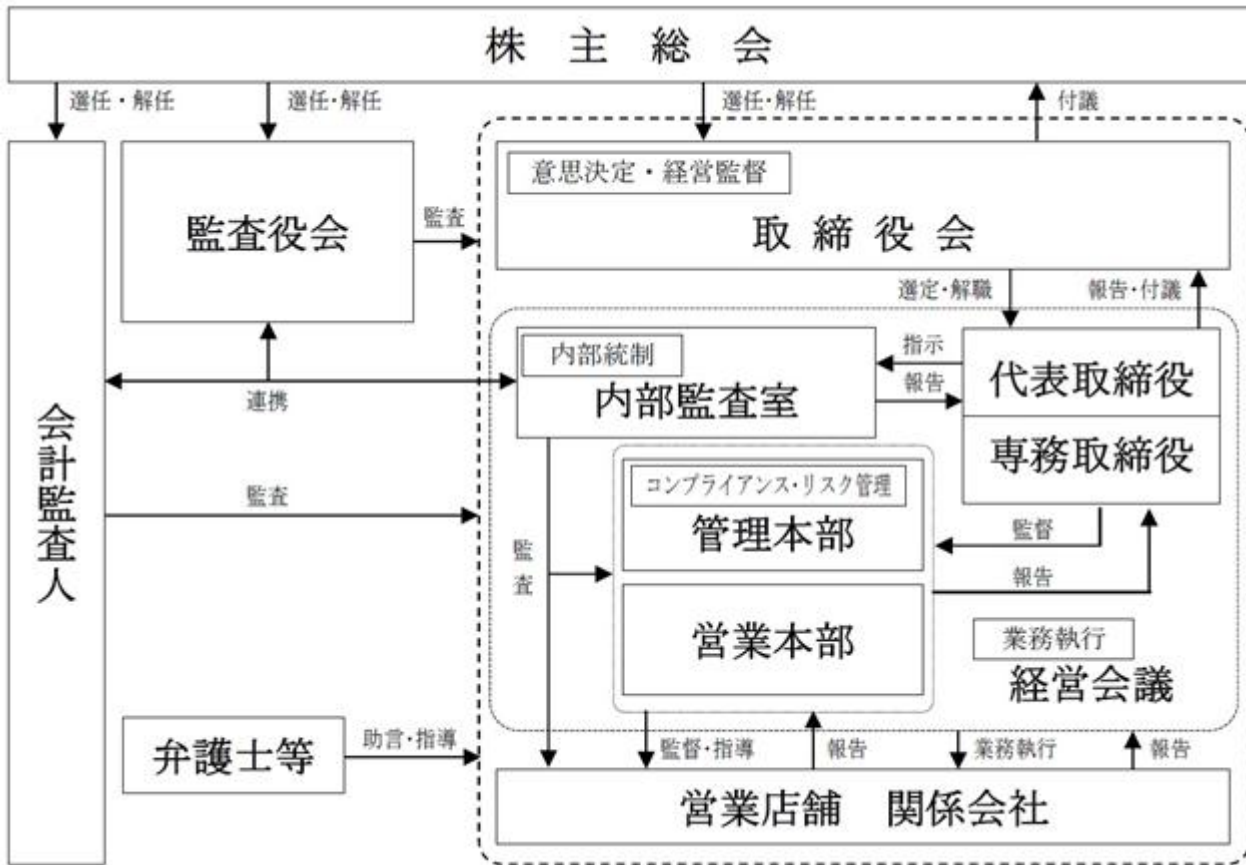 株 主 総 会
選任・解任
選任・解任
選任・解任
付議
意思決定・経営監督
取 締 役 会
監査役会
監査
選定・解職
報告・付議
内部統制
内部監査室
指示
報告
代表取締役
専務取締役
連携
会計監査人
監査
コンプライアンス・リスク管理
管理本部
監督
監査
報告
営業本部
業務執行
経営会議
弁護士等
助言・指導
監督・指導
報告
業務執行
報告
営業店舗 関係会社